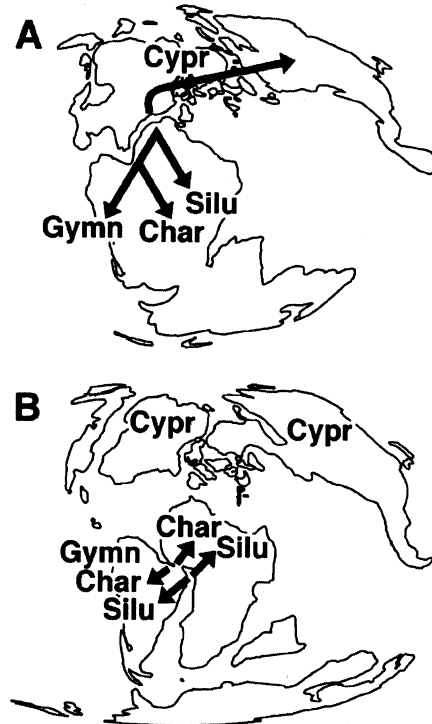 A
Cypr
Silu
Gymn Char
B
Cypr Cypr
Char
Gymn Silu
Char
Silu